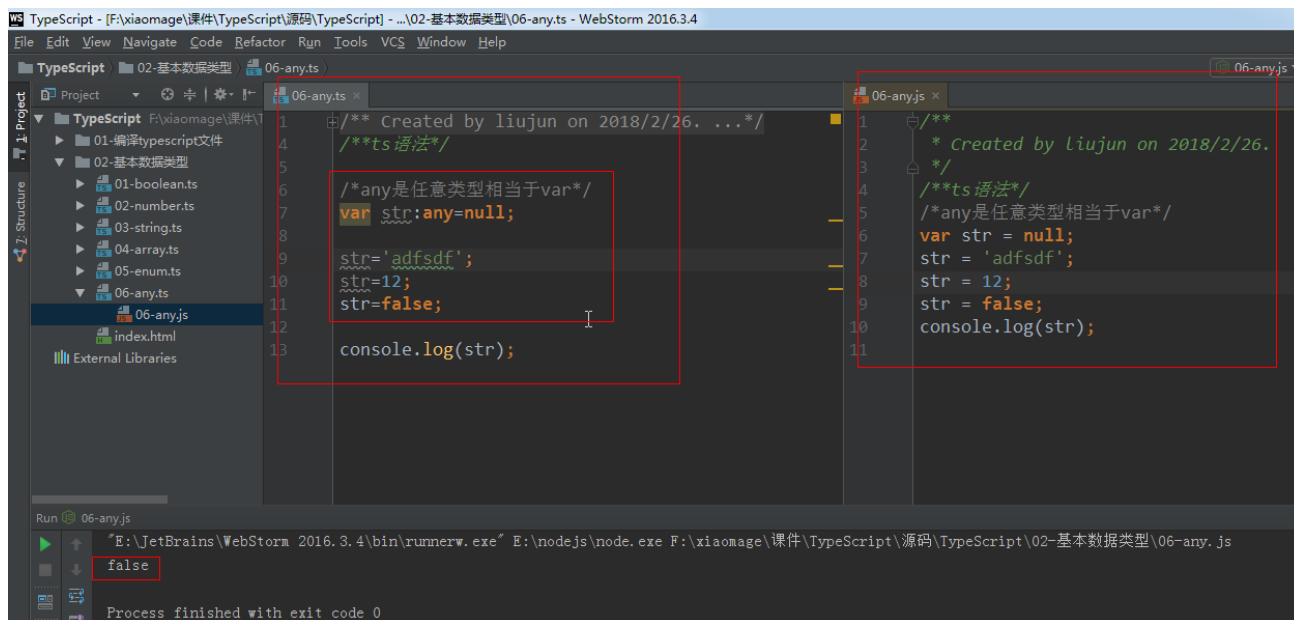 WS TypeScript - [F:\xiaomage\课件\TypeScript\源码\TypeScript] - ...\02-基本数据类型\06-any.ts - WebStorm 2016.3.4
File Edit View Navigate Code Refactor Run Tools VCS Window Help
TypeScript 02-基本数据类型 06-any.ts 06-any.js
1: Project
7: Structure
Project
TypeScript F:\xiaomage\课件\T
01-编译typescript文件
02-基本数据类型
01-boolean.ts
02-number.ts
03-string.ts
04-array.ts
05-enum.ts
06-any.ts
06-any.js
index.html
External Libraries
06-any.ts ×
1 /** Created by liujun on 2018/2/26. ...*/
4 /**ts语法*/
5
6 /*any是任意类型相当于var*/
7 var str:any=null;
8
9 str='adfsdf';
10 str=12;
11 str=false;
12
13 console.log(str);
06-any.js ×
1 /**
2 * Created by liujun on 2018/2/26.
3 */
4 /**ts语法*/
5 /*any是任意类型相当于var*/
6 var str = null;
7 str = 'adfsdf';
8 str = 12;
9 str = false;
10 console.log(str);
11
Run 06-any.js
"E:\JetBrains\WebStorm 2016.3.4\bin\runnerw.exe" E:\nodejs\node.exe F:\xiaomage\课件\TypeScript\源码\TypeScript\02-基本数据类型\06-any.js
false
Process finished with exit code 0